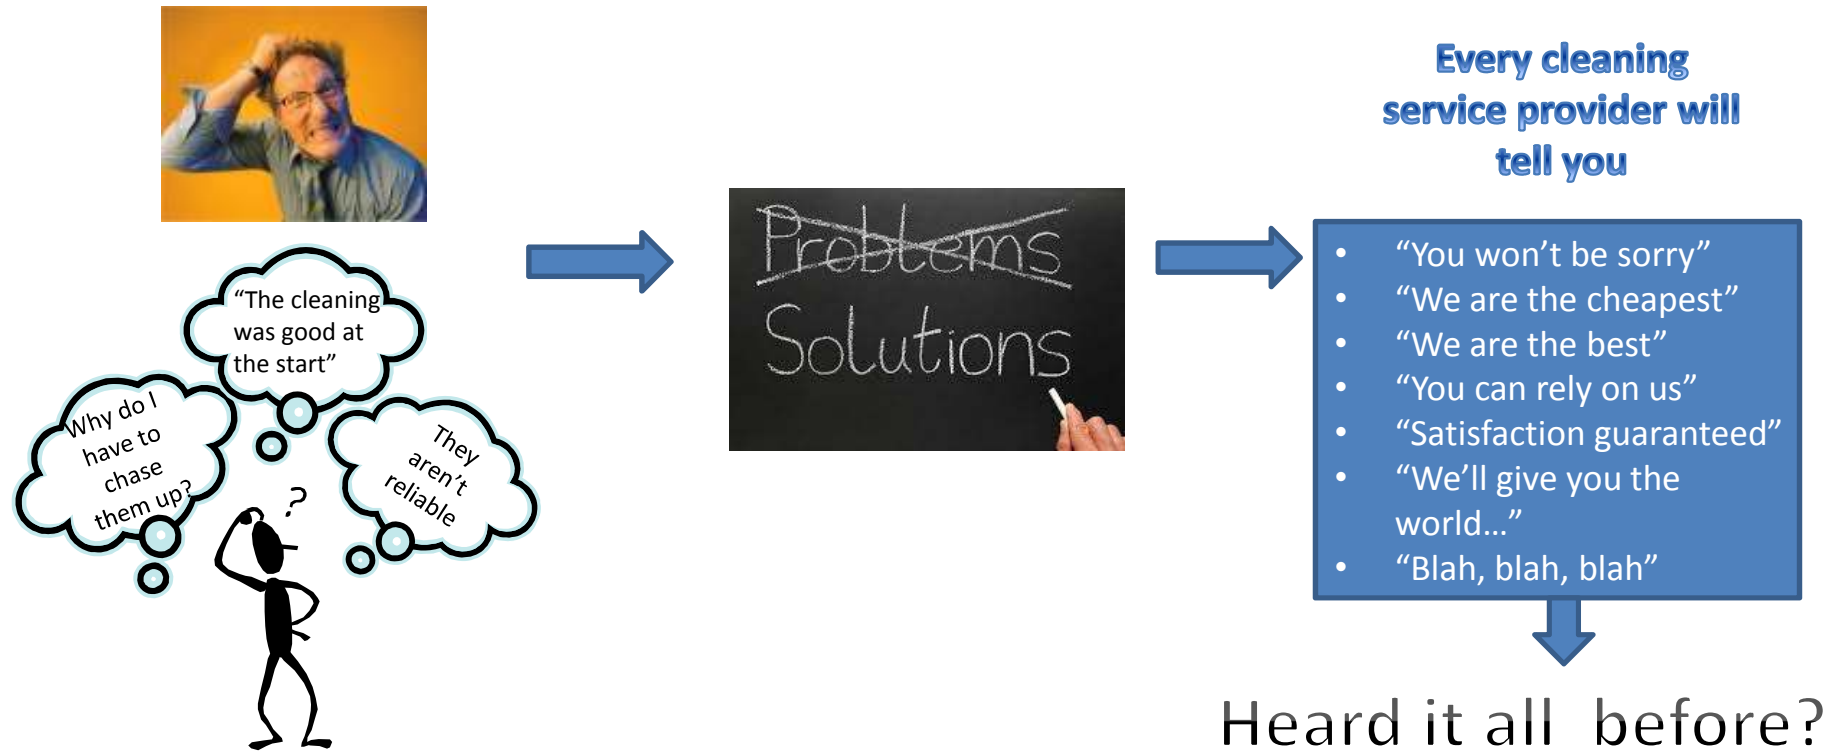 “The cleaning
was good at
the start”
Why do I
have to
chase
them up?
They
aren’t
reliable
?
Problems
Solutions
Every cleaning
service provider will
tell you
• “You won’t be sorry”
• “We are the cheapest”
• “We are the best”
• “You can rely on us”
• “Satisfaction guaranteed”
• “We’ll give you the
world…”
• “Blah, blah, blah”
Heard it all before?